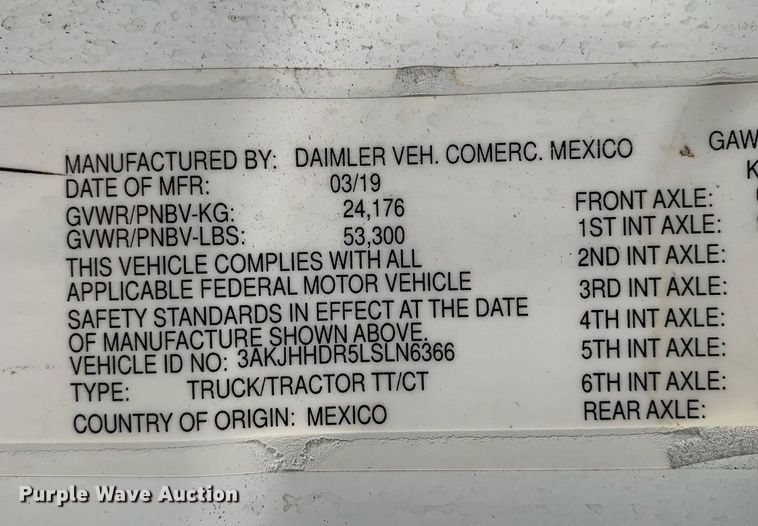 MANUFACTURED BY: DAIMLER VEH. COMERC. MEXICO
DATE OF MFR: 03/19
GVWR/PNBV-KG: 24,176
GVWR/PNBV-LBS: 53,300
THIS VEHICLE COMPLIES WITH ALL
APPLICABLE FEDERAL MOTOR VEHICLE
SAFETY STANDARDS IN EFFECT AT THE DATE
OF MANUFACTURE SHOWN ABOVE.
VEHICLE ID NO: 3AKJHHDR5LSLN6366
TYPE: TRUCK/TRACTOR TT/CT
COUNTRY OF ORIGIN: MEXICO
GAW
K
FRONT AXLE:
1ST INT AXLE:
2ND INT AXLE:
3RD INT AXLE:
4TH INT AXLE:
5TH INT AXLE:
6TH INT AXLE:
REAR AXLE:
Purple Wave Auction